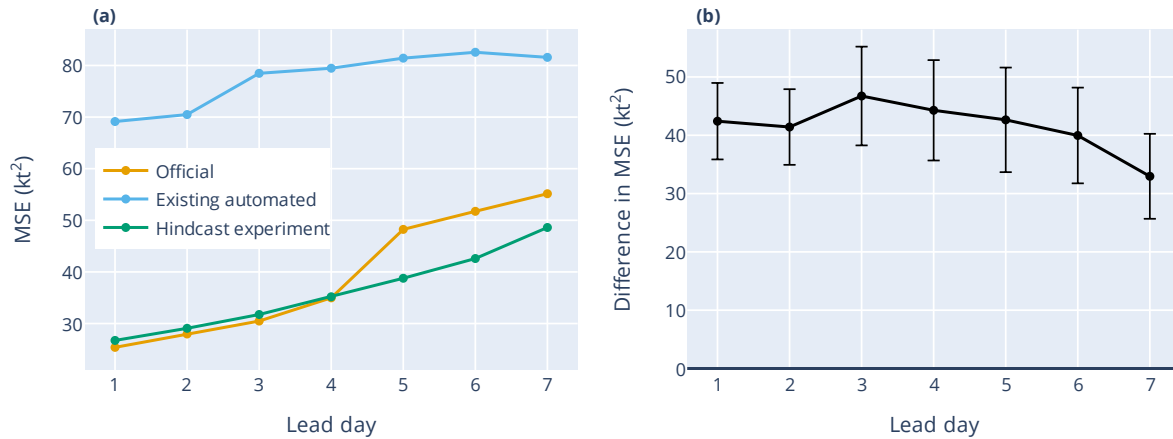 (a)
MSE (kt²)
80
70
60
50
40
30
Official
Existing automated
Hindcast experiment
1 2 3 4 5 6 7
Lead day
(b)
Difference in MSE (kt²)
50
40
30
20
10
0
1 2 3 4 5 6 7
Lead day